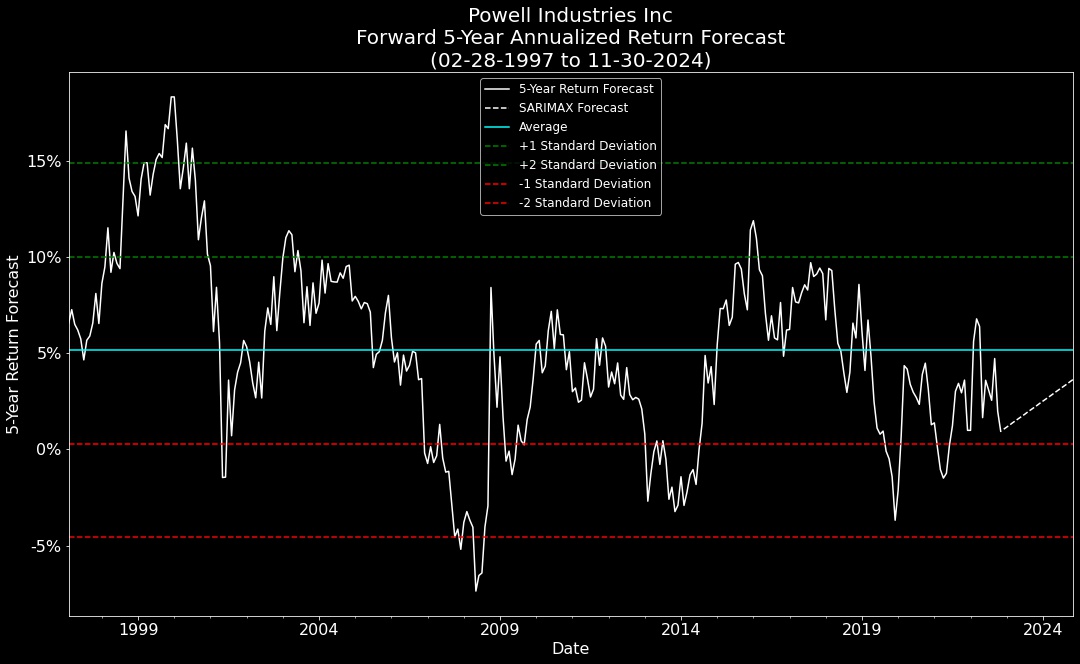 Powell Industries Inc
Forward 5-Year Annualized Return Forecast
(02-28-1997 to 11-30-2024)
5-Year Return Forecast
SARIMAX Forecast
Average
+1 Standard Deviation
+2 Standard Deviation
-1 Standard Deviation
-2 Standard Deviation
5-Year Return Forecast
15%
10%
5%
0%
-5%
1999
2004
2009
2014
2019
2024
Date